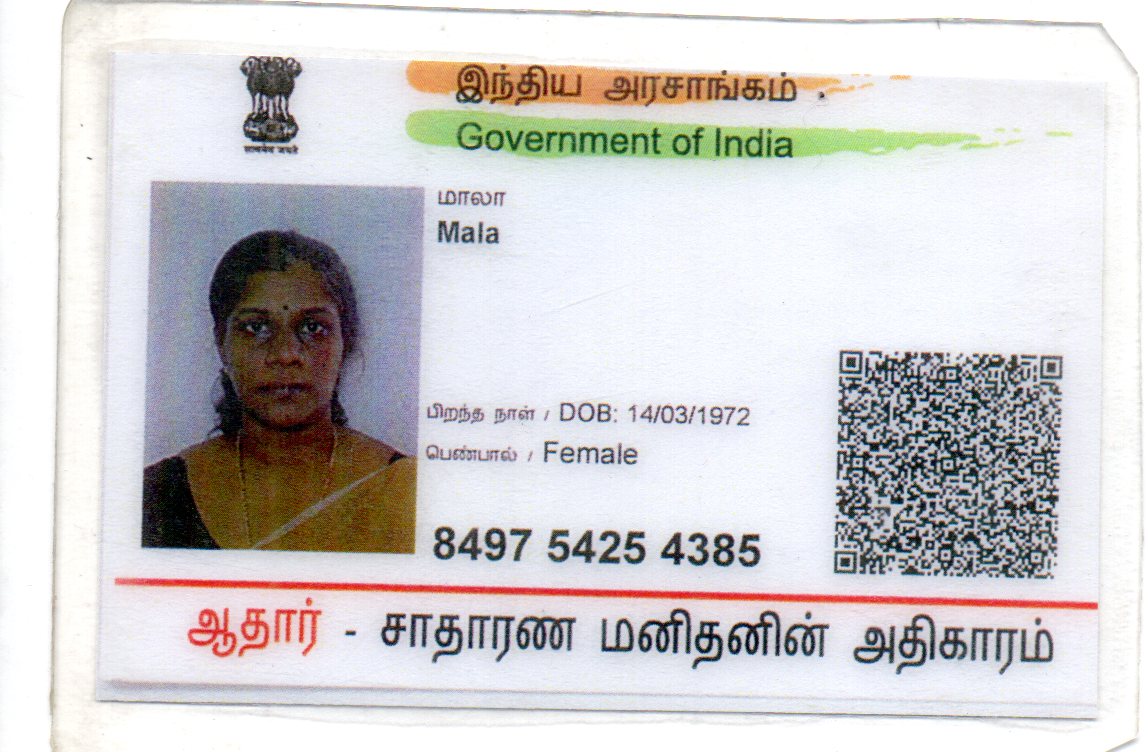 இந்திய அரசாங்கம்
Government of India
सत्यमेव जयते
மாலா
Mala
பிறந்த நாள் / DOB: 14/03/1972
பெண்பால் / Female
8497 5425 4385
ஆதார் - சாதாரண மனிதனின் அதிகாரம்